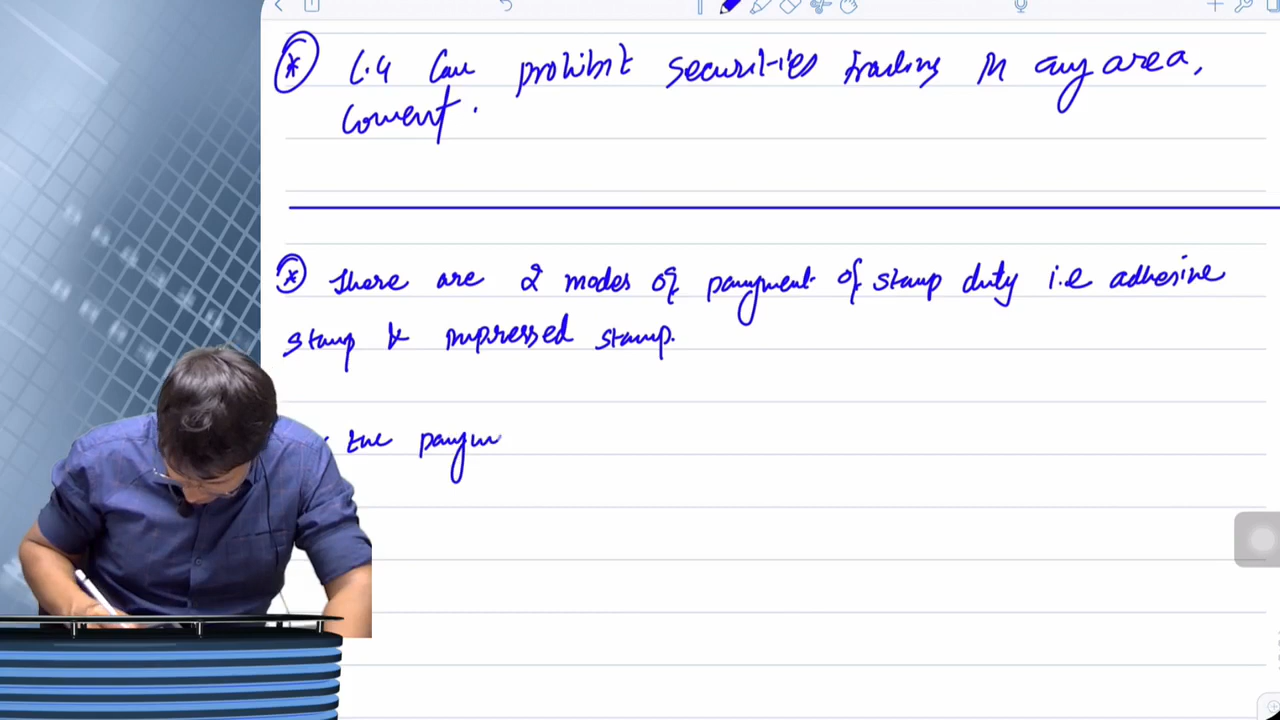 C.G Can prohibit securities trading in any area,
Coment.
There are 2 modes of payment of stamp duty i.e adhesive
stamp & impressed stamp.
the paym